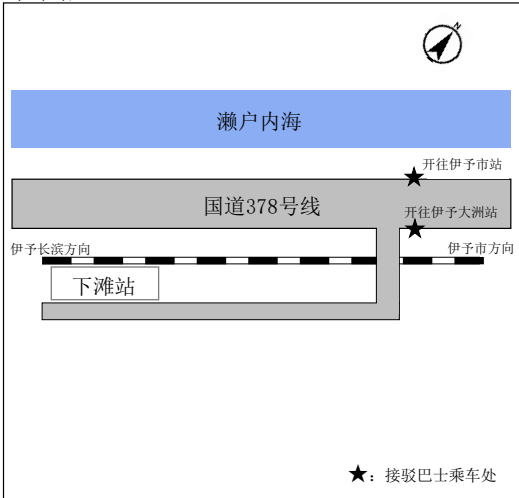 N
濑户内海
开往伊予市站
国道378号线
开往伊予大洲站
伊予长滨方向
伊予市方向
下滩站
★：接驳巴士乘车处